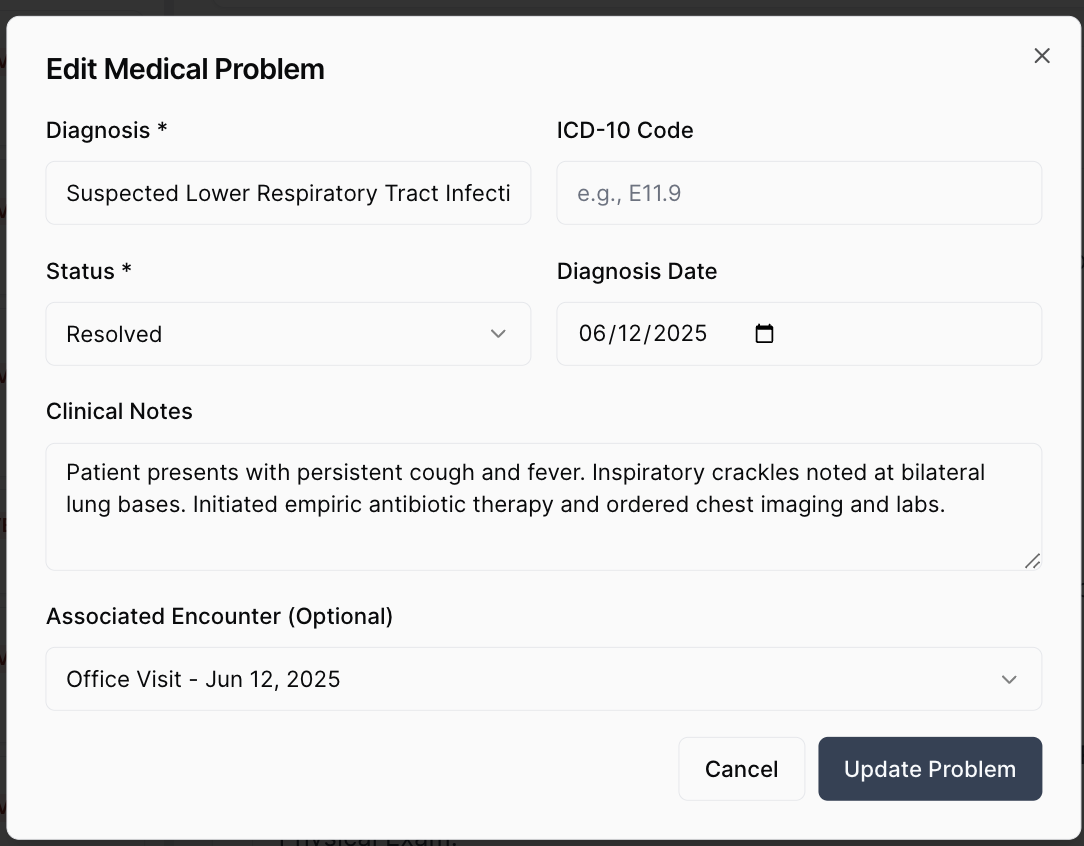 Edit Medical Problem
Diagnosis *
ICD-10 Code
Suspected Lower Respiratory Tract Infecti
e.g., E11.9
Status *
Diagnosis Date
Resolved
06/12/2025
Clinical Notes
Patient presents with persistent cough and fever. Inspiratory crackles noted at bilateral
lung bases. Initiated empiric antibiotic therapy and ordered chest imaging and labs.
Associated Encounter (Optional)
Office Visit - Jun 12, 2025
Cancel
Update Problem
Physical Exam: